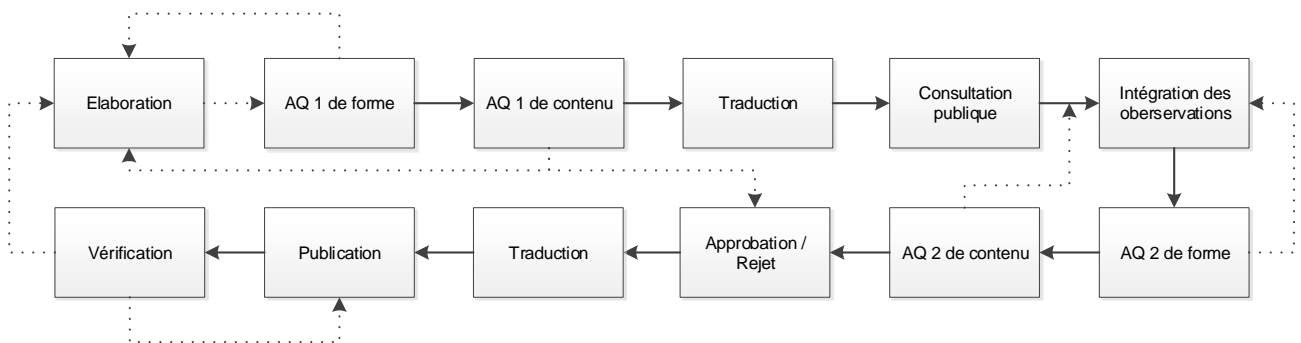 Elaboration
AQ 1 de forme
AQ 1 de contenu
Traduction
Consultation
publique
Intégration des
oberservations
Vérification
Publication
Traduction
Approbation /
Rejet
AQ 2 de contenu
AQ 2 de forme